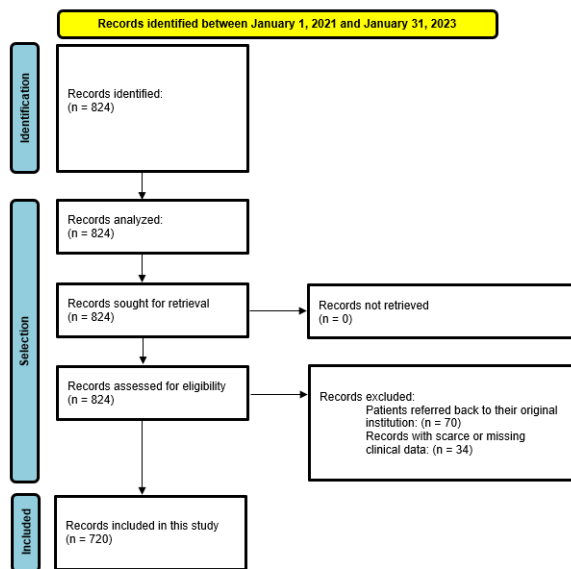 Records identified between January 1, 2021 and January 31, 2023
Identification
Records identified:
(n = 824)
Selection
Records analyzed:
(n = 824)
Records sought for retrieval
(n = 824)
Records not retrieved
(n = 0)
Records assessed for eligibility
(n = 824)
Records excluded:
Patients referred back to their original
institution: (n = 70)
Records with scarce or missing
clinical data: (n = 34)
Included
Records included in this study
(n = 720)